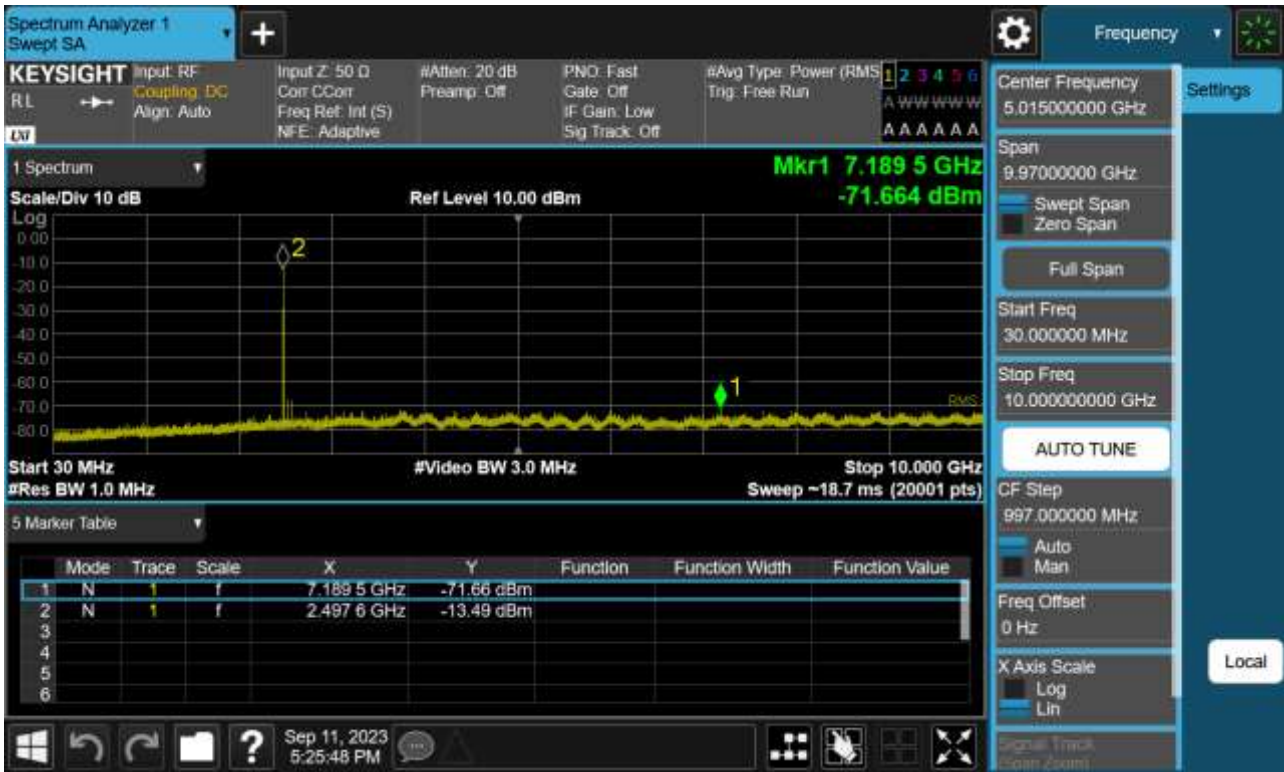 Spectrum Analyzer 1
Swept SA
+
Frequency
KEYSIGHT
RL
LXI
Input: RF
Coupling: DC
Align: Auto
Input Z: 50 Ω
Corr CCorr
Freq Ref: Int (S)
NFE: Adaptive
#Atten: 20 dB
Preamp: Off
PNO: Fast
Gate: Off
IF Gain: Low
Sig Track: Off
#Avg Type: Power (RMS
Trig: Free Run
1 2 3 4 5 6
A W W W W W
A A A A A A
1 Spectrum
Scale/Div 10 dB
Ref Level 10.00 dBm
Mkr1 7.189 5 GHz
-71.664 dBm
Log
0.00
-10.0
-20.0
-30.0
-40.0
-50.0
-60.0
-70.0
-80.0
2
1
RMS
Start 30 MHz
#Video BW 3.0 MHz
Stop 10.000 GHz
#Res BW 1.0 MHz
Sweep ~18.7 ms (20001 pts)
5 Marker Table
Mode Trace Scale X Y Function Function Width Function Value
1 N 1 f 7.189 5 GHz -71.66 dBm
2 N 1 f 2.497 6 GHz -13.49 dBm
3
4
5
6
Sep 11, 2023
5:25:48 PM
?
Center Frequency
5.015000000 GHz
Settings
Span
9.97000000 GHz
Swept Span
Zero Span
Full Span
Start Freq
30.000000 MHz
Stop Freq
10.000000000 GHz
AUTO TUNE
CF Step
997.000000 MHz
Auto
Man
Freq Offset
0 Hz
X Axis Scale
Log
Lin
Local
Signal Track
(Span Zoom)